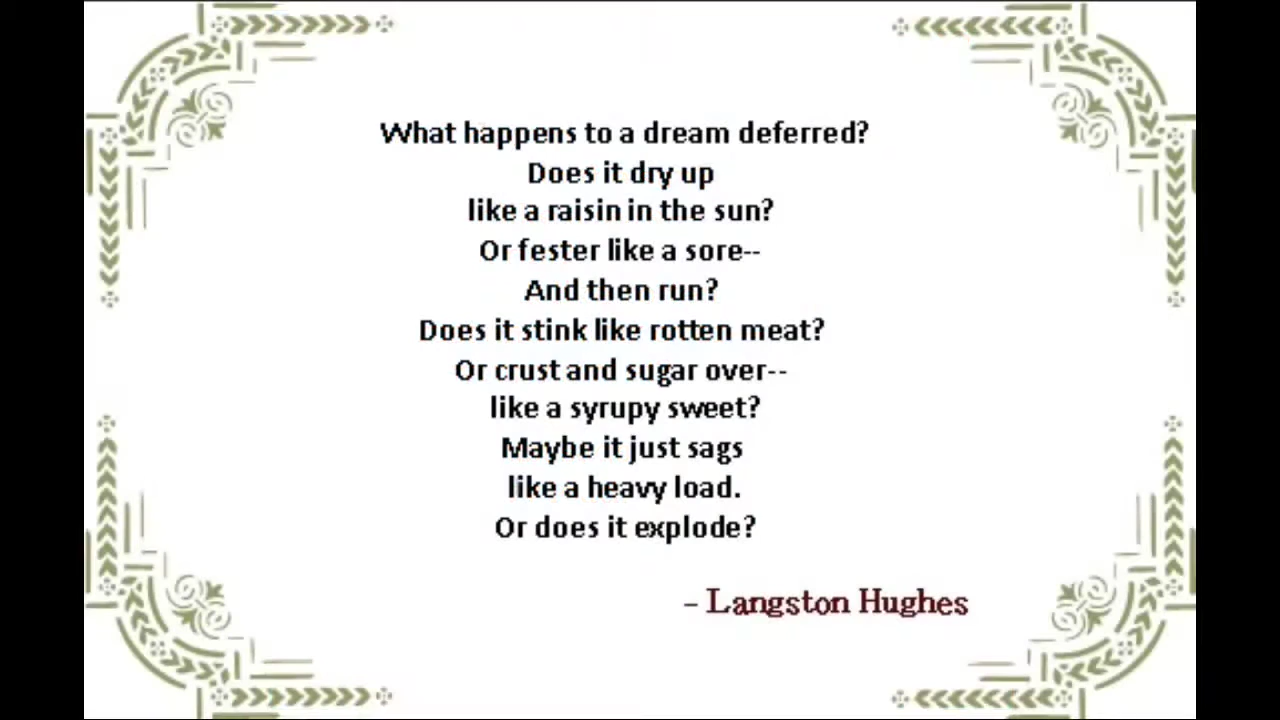 What happens to a dream deferred?
Does it dry up
like a raisin in the sun?
Or fester like a sore--
And then run?
Does it stink like rotten meat?
Or crust and sugar over--
like a syrupy sweet?
Maybe it just sags
like a heavy load.
Or does it explode?
- Langston Hughes